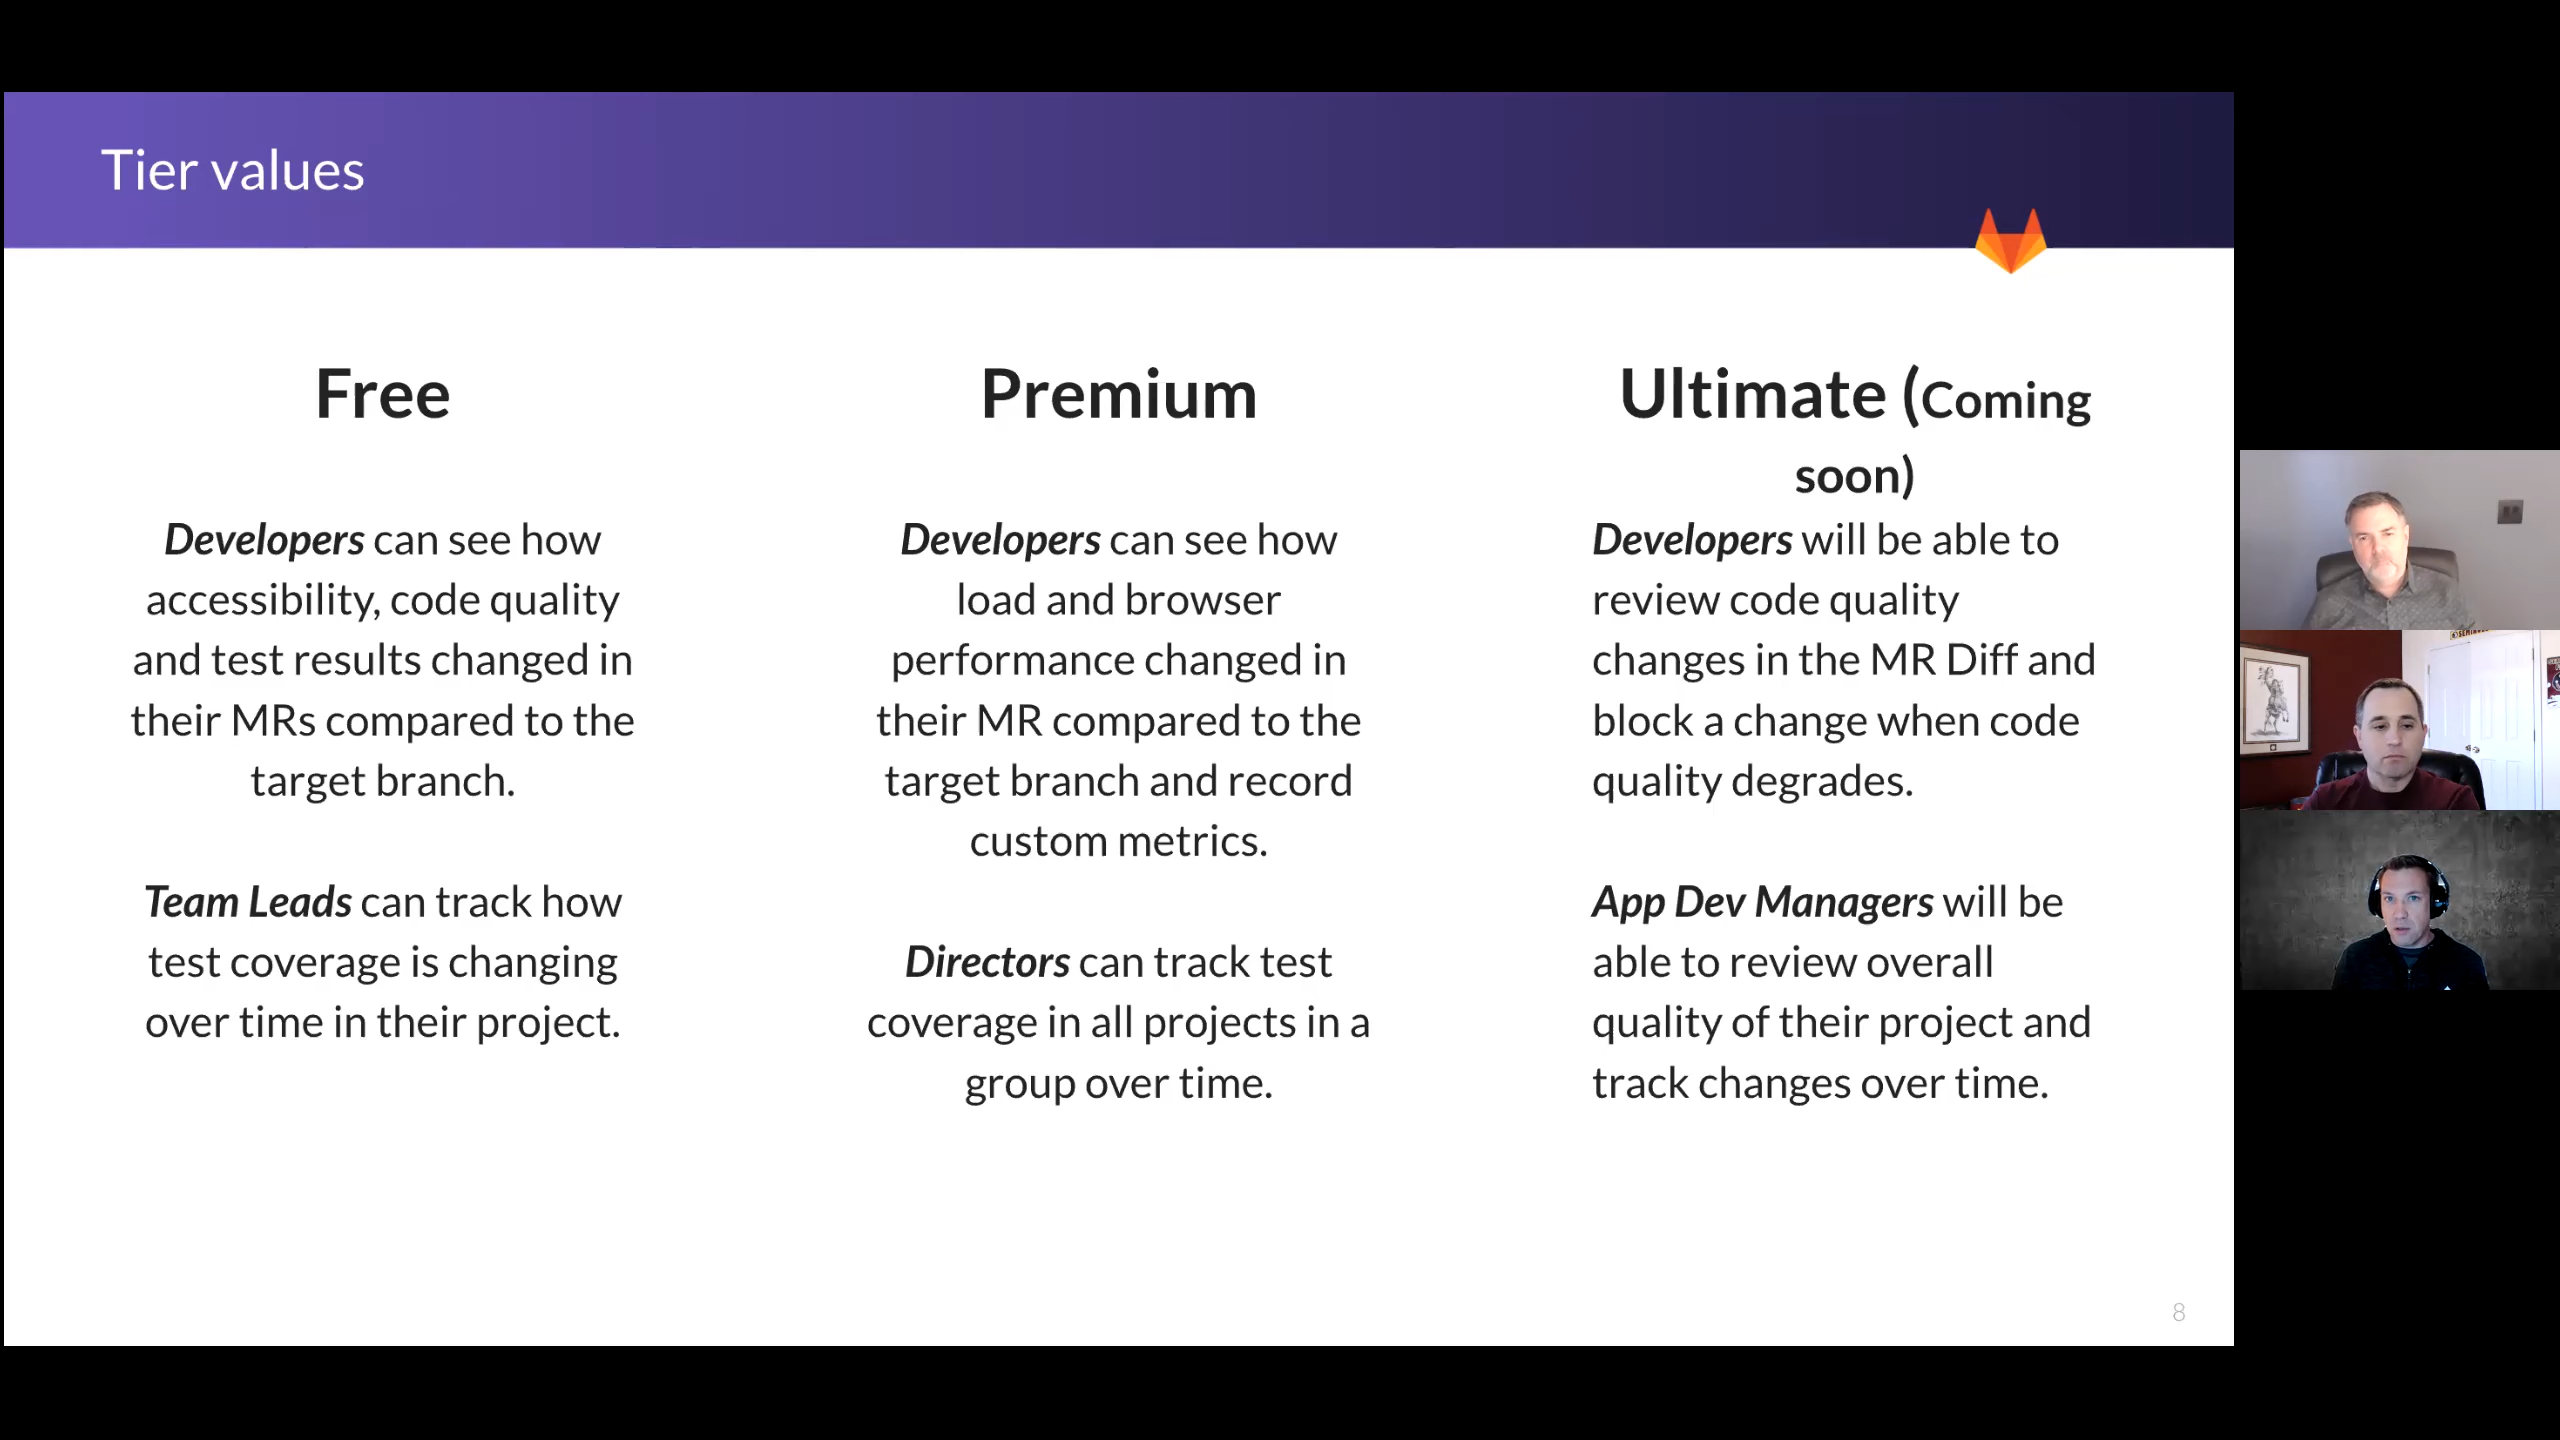 Tier values
Free
Developers can see how
accessibility, code quality
and test results changed in
their MRs compared to the
target branch.
Team Leads can track how
test coverage is changing
over time in their project.
Premium
Developers can see how
load and browser
performance changed in
their MR compared to the
target branch and record
custom metrics.
Directors can track test
coverage in all projects in a
group over time.
Ultimate (Coming
soon)
Developers will be able to
review code quality
changes in the MR Diff and
block a change when code
quality degrades.
App Dev Managers will be
able to review overall
quality of their project and
track changes over time.
8